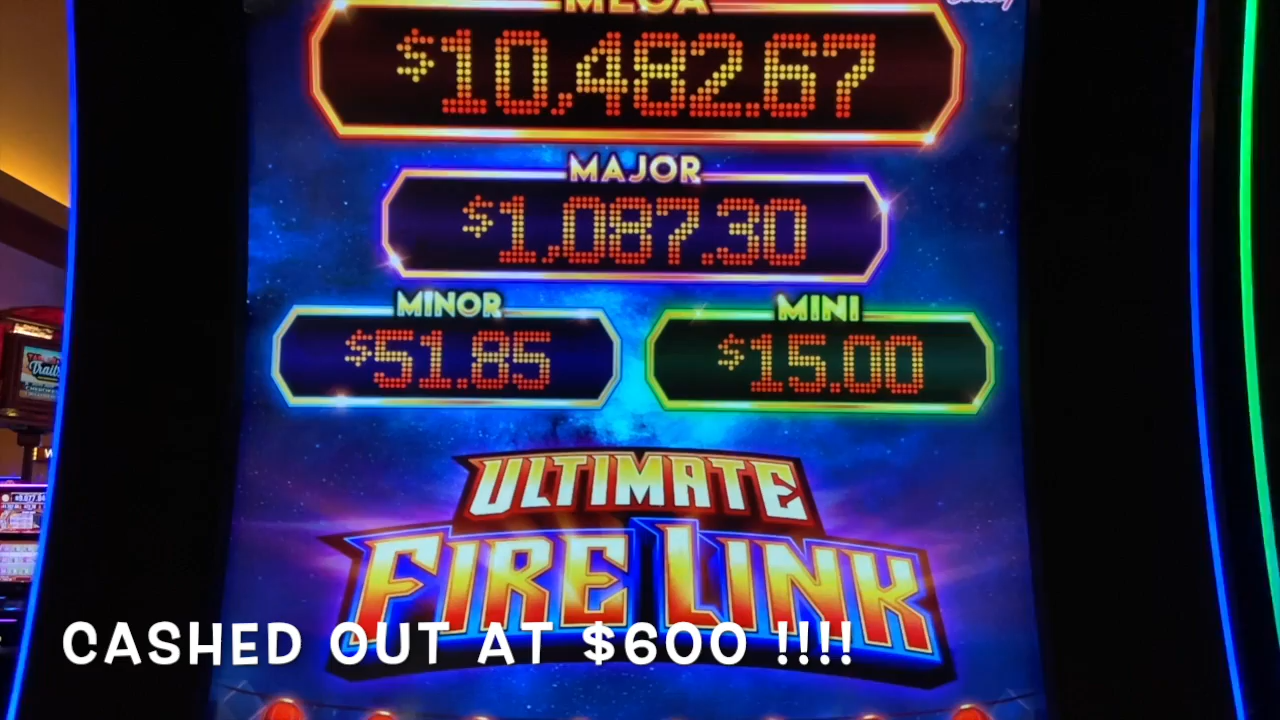 MEGA
$10,482.67
MAJOR
$1,087.30
MINOR
$51.85
MINI
$15.00
ULTIMATE
FIRE LINK
CASHED OUT AT $600 !!!!